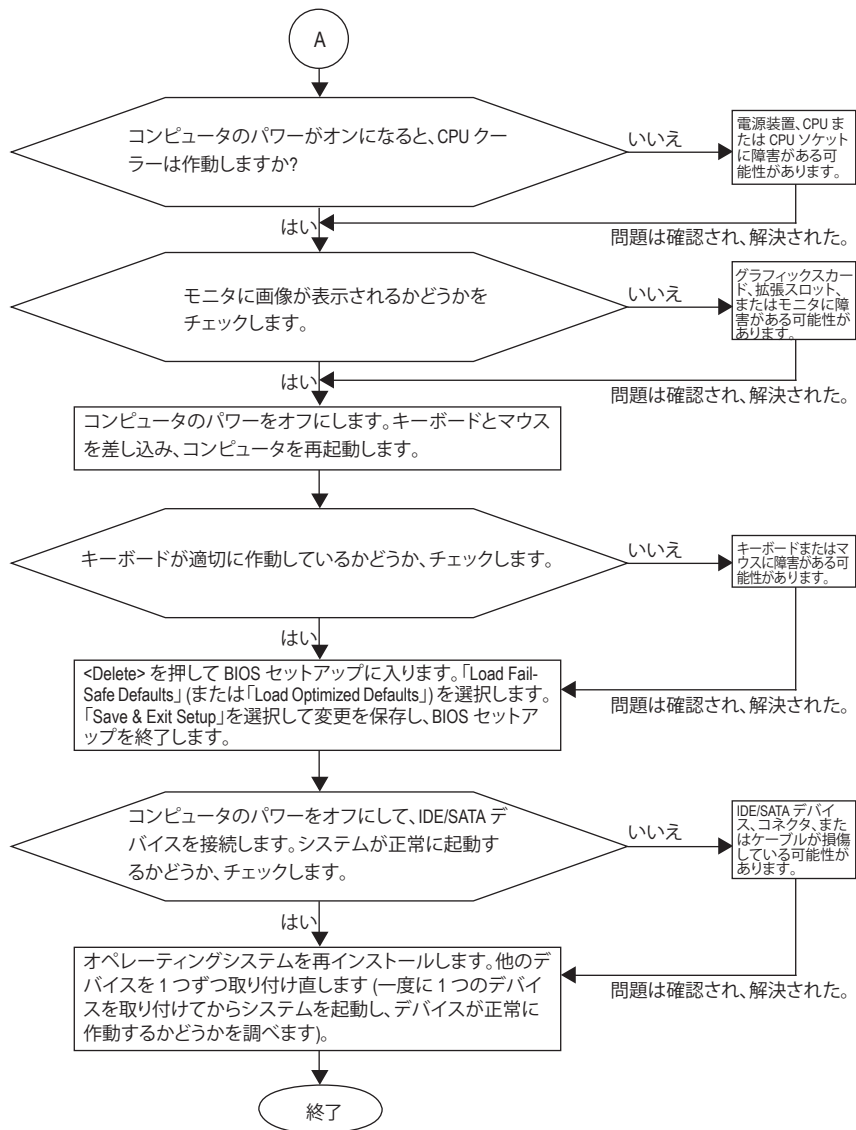 A
コンピュータのパワーがオンになると、CPU クー
ラーは作動しますか?
いいえ
電源装置、CPU ま
たは CPU ソケット
に障害がある可
能性があります。
はい
問題は確認され、解決された。
モニタに画像が表示されるかどうかを
チェックします。
いいえ
グラフィックスカー
ド、拡張スロット、
またはモニタに障
害がある可能性が
あります。
はい
問題は確認され、解決された。
コンピュータのパワーをオフにします。キーボードとマウス
を差し込み、コンピュータを再起動します。
キーボードが適切に作動しているかどうか、チェックします。
いいえ
キーボードまたはマ
ウスに障害がある可
能性があります。
はい
<Delete> を押して BIOS セットアップに入ります。「Load Fail-
Safe Defaults」(または「Load Optimized Defaults」) を選択します。
「Save & Exit Setup」を選択して変更を保存し、BIOS セットア
ップを終了します。
問題は確認され、解決された。
コンピュータのパワーをオフにして、IDE/SATA デ
バイスを接続します。システムが正常に起動す
るかどうか、チェックします。
いいえ
IDE/SATA デバイ
ス、コネクタ、また
はケーブルが損傷
している可能性が
あります。
はい
オペレーティングシステムを再インストールします。他のデ
バイスを 1 つずつ取り付け直します (一度に 1 つのデバイ
スを取り付けてからシステムを起動し、デバイスが正常に
作動するかどうかを調べます)。
問題は確認され、解決された。
終了